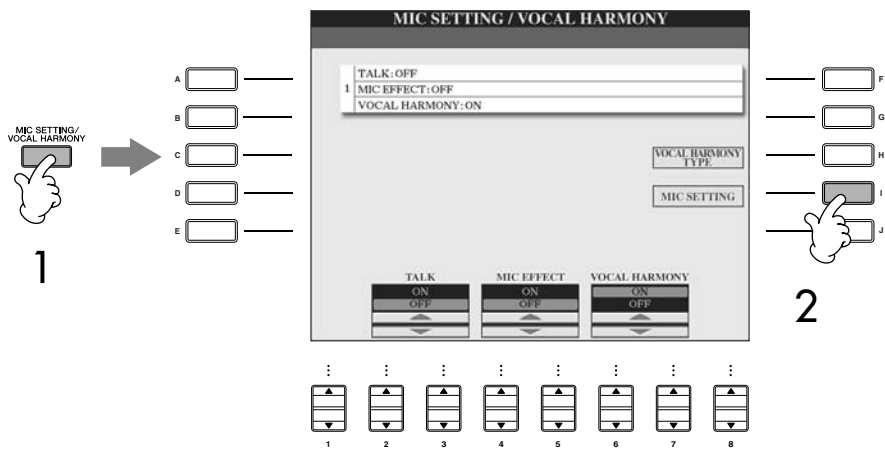 MIC SETTING / VOCAL HARMONY
TALK:OFF
1 MIC EFFECT:OFF
VOCAL HARMONY:ON
A
B
C
D
E
F
G
H
I
J
MIC SETTING/
VOCAL HARMONY
1
VOCAL HARMONY
TYPE
MIC SETTING
2
TALK MIC EFFECT VOCAL HARMONY
ON ON ON
OFF OFF OFF
1 2 3 4 5 6 7 8